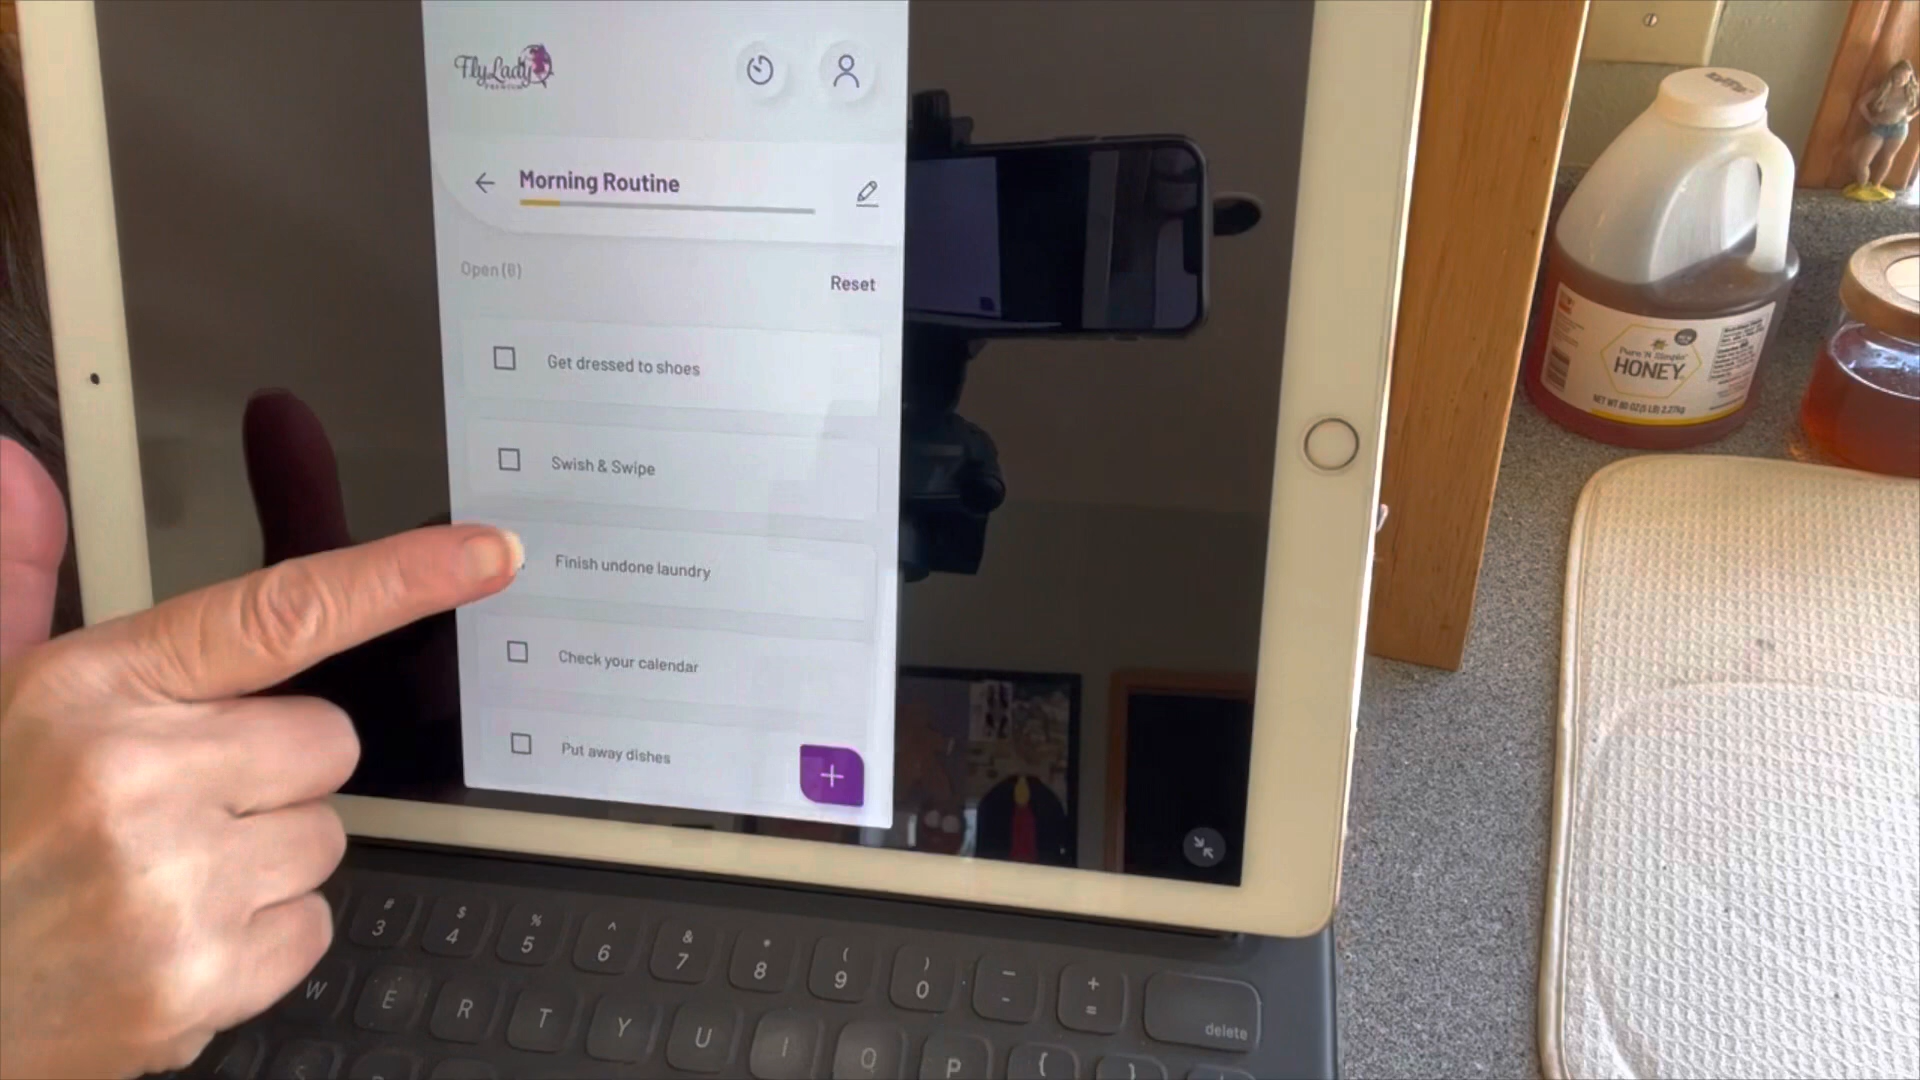 FlyLady
PREMIUM
Morning Routine
Open (8)
Reset
Get dressed to shoes
Swish & Swipe
Finish undone laundry
Check your calendar
Put away dishes
+
Pure 'N Simple
HONEY
NET WT 80 OZ (5 LB) 2.27kg
# $ % ^ & * ( ) _ +
3 4 5 6 7 8 9 0 - =
delete
W E R T Y U I O P { }